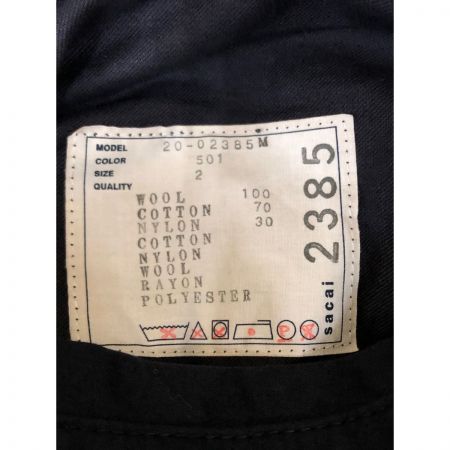 MODEL 20-02385M
COLOR 501
SIZE 2
QUALITY
WOOL 100
COTTON 70
NYLON 30
COTTON
NYLON
WOOL
RAYON
POLYESTER
P
sacai 2385